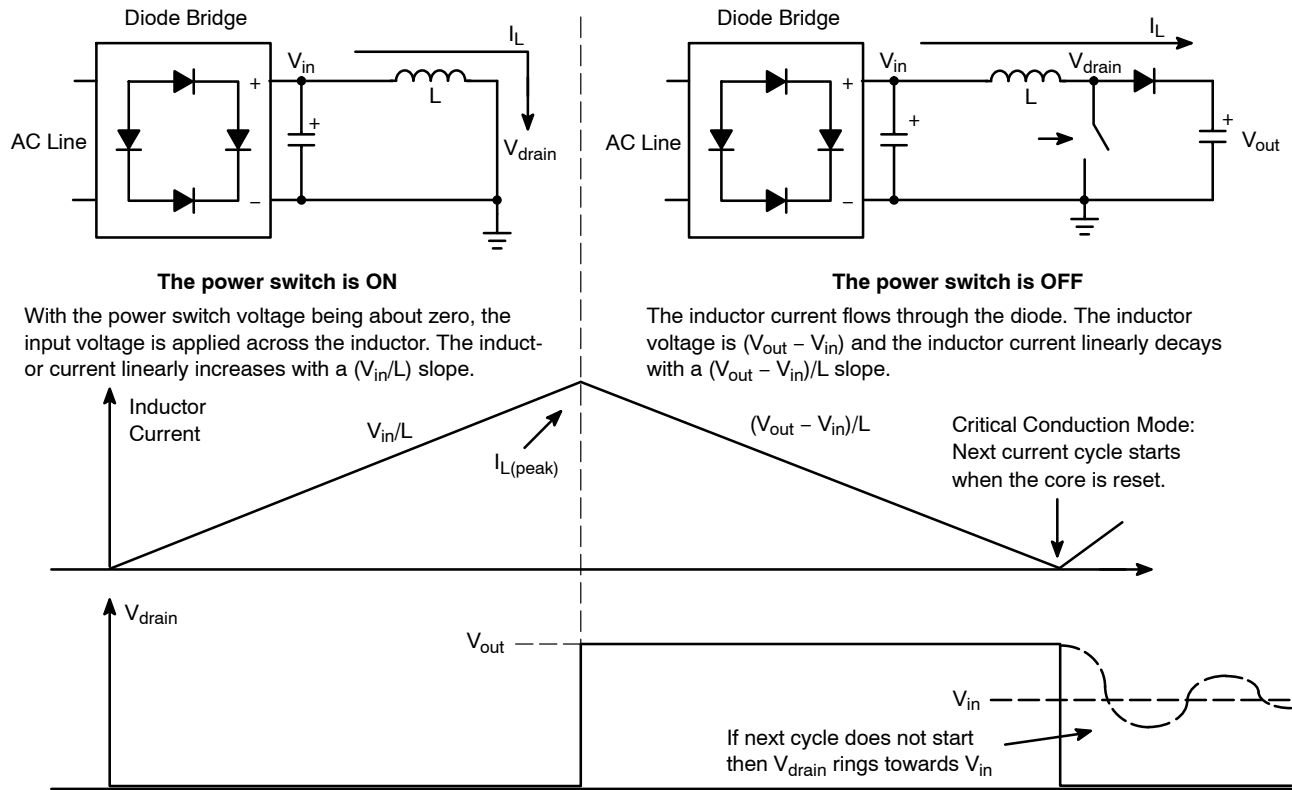 Diode Bridge
AC Line
+
−
V_in
+
L
I_L
V_drain
The power switch is ON
With the power switch voltage being about zero, the
input voltage is applied across the inductor. The induct-
or current linearly increases with a (V_in/L) slope.
Diode Bridge
AC Line
+
−
V_in
+
L
I_L
V_drain
+
V_out
The power switch is OFF
The inductor current flows through the diode. The inductor
voltage is (V_out − V_in) and the inductor current linearly decays
with a (V_out − V_in)/L slope.
Inductor
Current
V_in/L
I_L(peak)
(V_out − V_in)/L
Critical Conduction Mode:
Next current cycle starts
when the core is reset.
V_drain
V_out
V_in
If next cycle does not start
then V_drain rings towards V_in